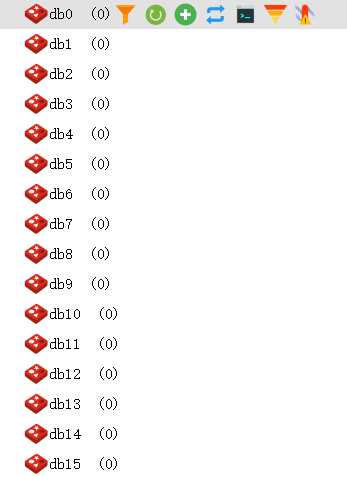 db0 (0)
db1 (0)
db2 (0)
db3 (0)
db4 (0)
db5 (0)
db6 (0)
db7 (0)
db8 (0)
db9 (0)
db10 (0)
db11 (0)
db12 (0)
db13 (0)
db14 (0)
db15 (0)